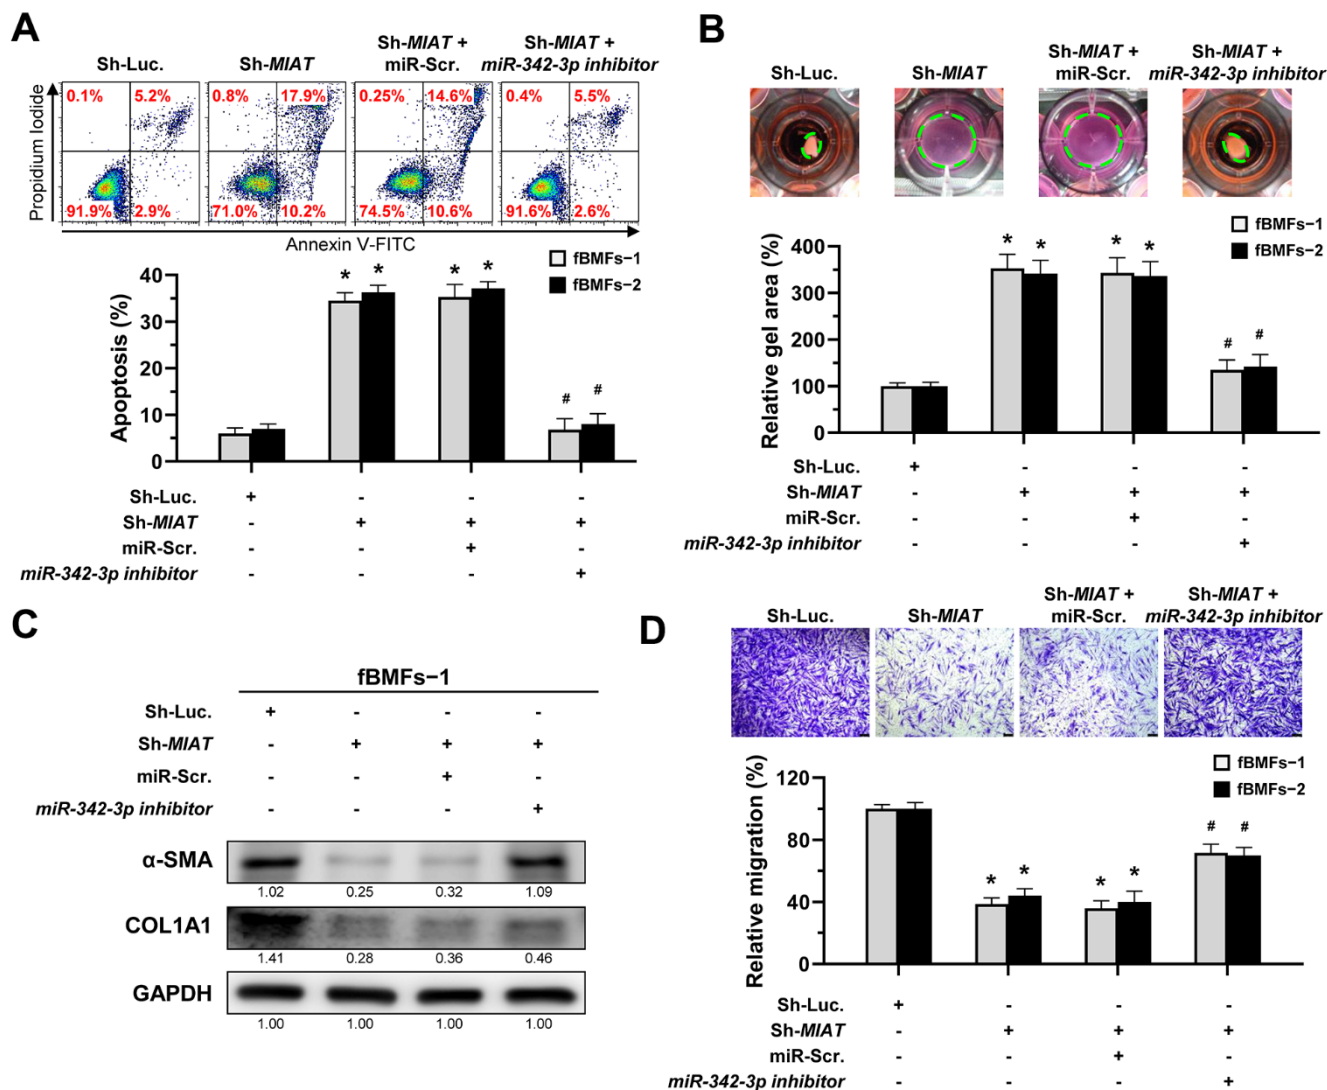 A
Sh-Luc.
Sh-MIAT
Sh-MIAT +
miR-Scr.
Sh-MIAT +
miR-342-3p inhibitor
Propidium Iodide
0.1% 5.2% 0.8% 17.9% 0.25% 14.6% 0.4% 5.5%
91.9% 2.9% 71.0% 10.2% 74.5% 10.6% 91.6% 2.6%
Annexin V-FITC
fBMFs−1
fBMFs−2
Apoptosis (%)
40
30
20
10
0
* * * * # #
Sh-Luc. + - - -
Sh-MIAT - + + +
miR-Scr. - - + -
miR-342-3p inhibitor - - - +
B
Sh-Luc.
Sh-MIAT
Sh-MIAT +
miR-Scr.
Sh-MIAT +
miR-342-3p inhibitor
fBMFs−1
fBMFs−2
Relative gel area (%)
400
300
200
100
0
* * * * # #
Sh-Luc. + - - -
Sh-MIAT - + + +
miR-Scr. - - + -
miR-342-3p inhibitor - - - +
C
fBMFs−1
Sh-Luc. + - - -
Sh-MIAT - + + +
miR-Scr. - - + -
miR-342-3p inhibitor - - - +
α-SMA
1.02 0.25 0.32 1.09
COL1A1
1.41 0.28 0.36 0.46
GAPDH
1.00 1.00 1.00 1.00
D
Sh-Luc.
Sh-MIAT
Sh-MIAT +
miR-Scr.
Sh-MIAT +
miR-342-3p inhibitor
fBMFs−1
fBMFs−2
Relative migration (%)
120
80
40
0
* * * * # #
Sh-Luc. + - - -
Sh-MIAT - + + +
miR-Scr. - - + -
miR-342-3p inhibitor - - - +